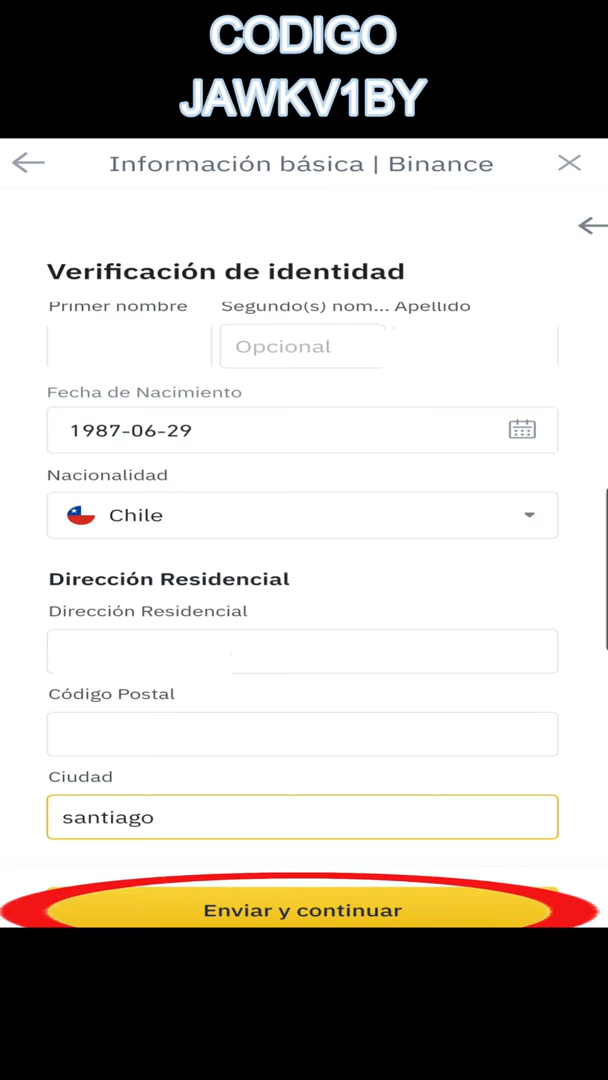 CODIGO
JAWKV1BY
Información básica | Binance
Verificación de identidad
Primer nombre Segundo(s) nom... Apellido
Opcional
Fecha de Nacimiento
1987-06-29
Nacionalidad
Chile
Dirección Residencial
Dirección Residencial
Código Postal
Ciudad
santiago
Enviar y continuar